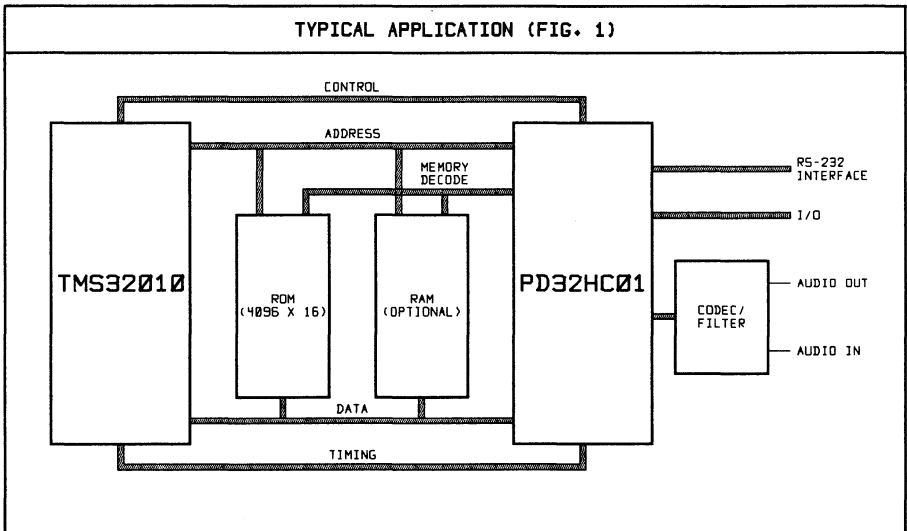 TYPICAL APPLICATION (FIG. 1)
CONTROL
ADDRESS
MEMORY
DECODE
RS-232
INTERFACE
I/O
TMS32010
ROM
(4096 X 16)
RAM
(OPTIONAL)
PD32HC01
CODEC/
FILTER
AUDIO OUT
AUDIO IN
DATA
TIMING